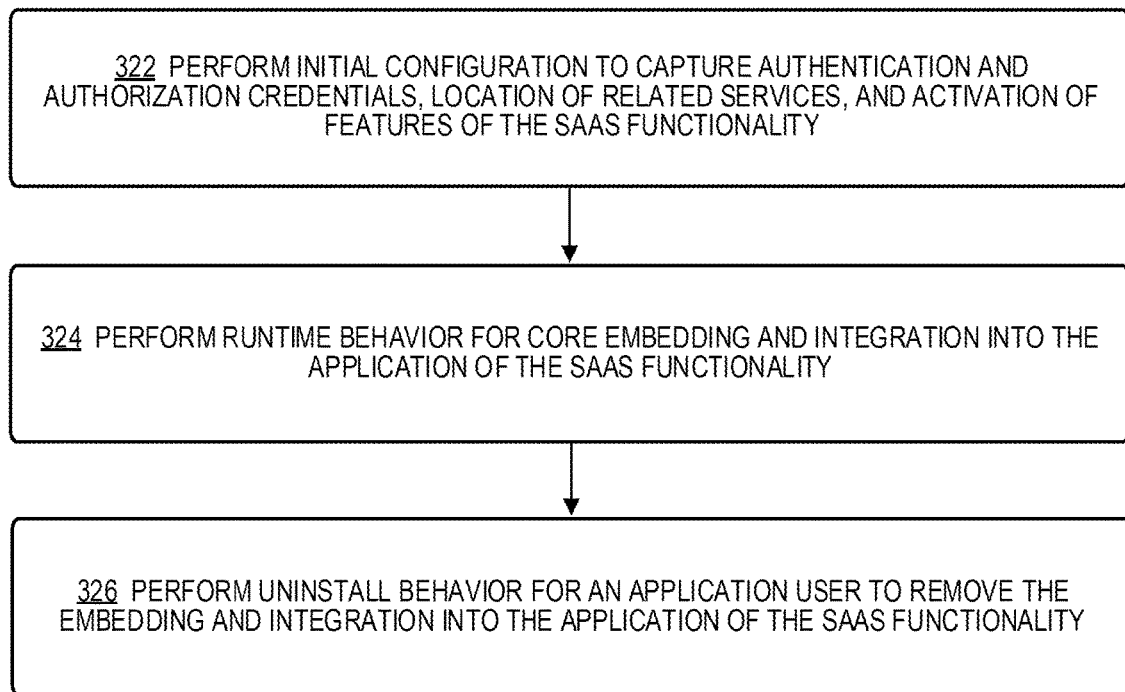 322 PERFORM INITIAL CONFIGURATION TO CAPTURE AUTHENTICATION AND
AUTHORIZATION CREDENTIALS, LOCATION OF RELATED SERVICES, AND ACTIVATION OF
FEATURES OF THE SAAS FUNCTIONALITY
324 PERFORM RUNTIME BEHAVIOR FOR CORE EMBEDDING AND INTEGRATION INTO THE
APPLICATION OF THE SAAS FUNCTIONALITY
326 PERFORM UNINSTALL BEHAVIOR FOR AN APPLICATION USER TO REMOVE THE
EMBEDDING AND INTEGRATION INTO THE APPLICATION OF THE SAAS FUNCTIONALITY